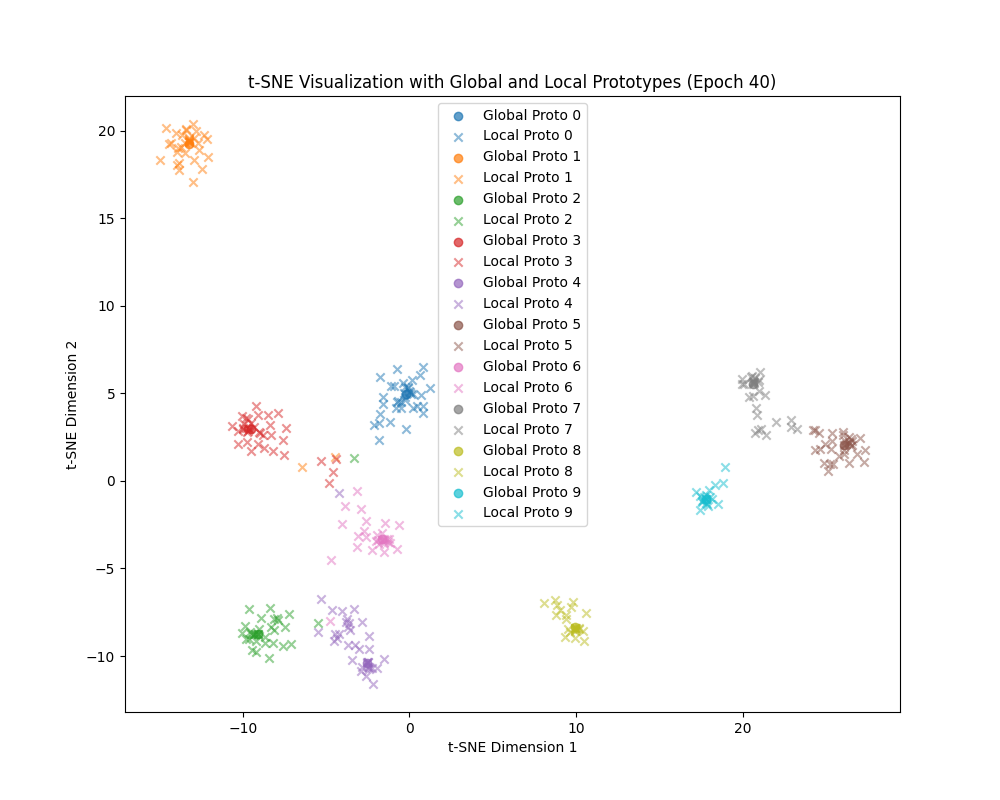 t-SNE Visualization with Global and Local Prototypes (Epoch 40)
Global Proto 0
Local Proto 0
Global Proto 1
Local Proto 1
Global Proto 2
Local Proto 2
Global Proto 3
Local Proto 3
Global Proto 4
Local Proto 4
Global Proto 5
Local Proto 5
Global Proto 6
Local Proto 6
Global Proto 7
Local Proto 7
Global Proto 8
Local Proto 8
Global Proto 9
Local Proto 9
t-SNE Dimension 2
20
15
10
5
0
−5
−10
−10 0 10 20
t-SNE Dimension 1